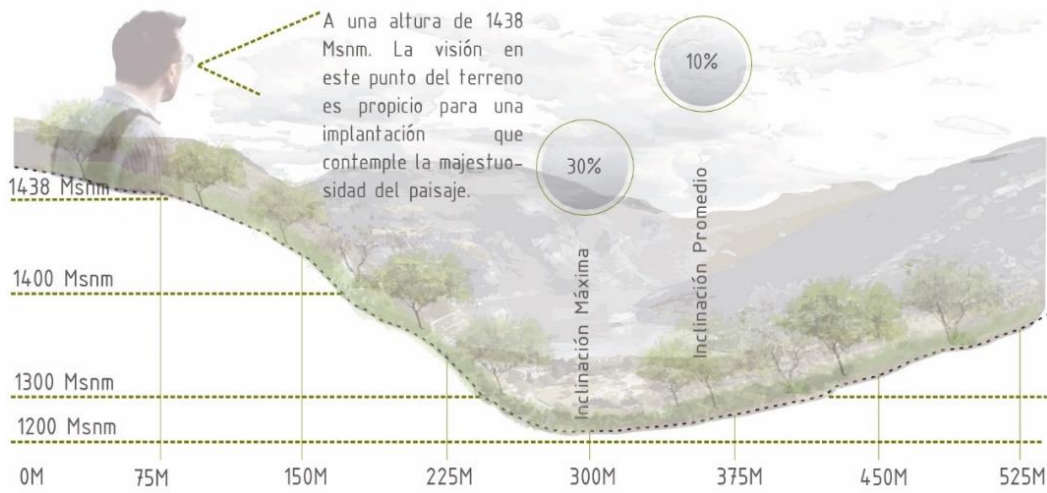 A una altura de 1438
Msnm. La visión en
este punto del terreno
es propicio para una
implantación que
contemple la majestuo-
sidad del paisaje.
10%
30%
Inclinación Promedio
Inclinación Máxima
1438 Msnm
1400 Msnm
1300 Msnm
1200 Msnm
0M 75M 150M 225M 300M 375M 450M 525M